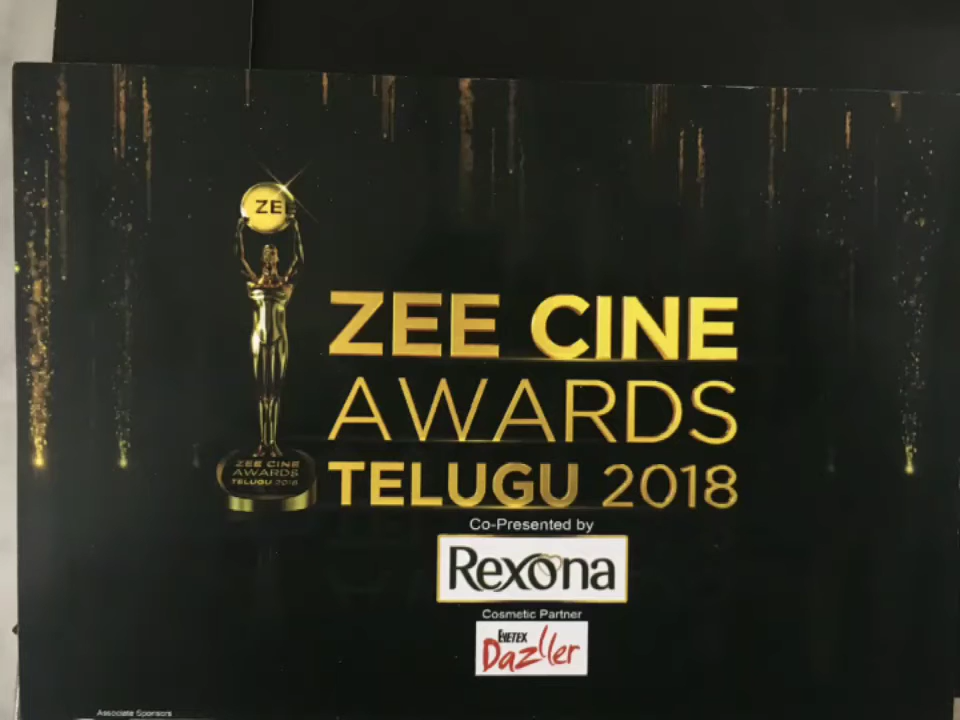 ZEE
ZEE CINE
AWARDS
TELUGU 2018
ZEE CINE
AWARDS
TELUGU 2018
Co-Presented by
Rexona
Cosmetic Partner
EYETEX
Dazller
Associate Sponsors